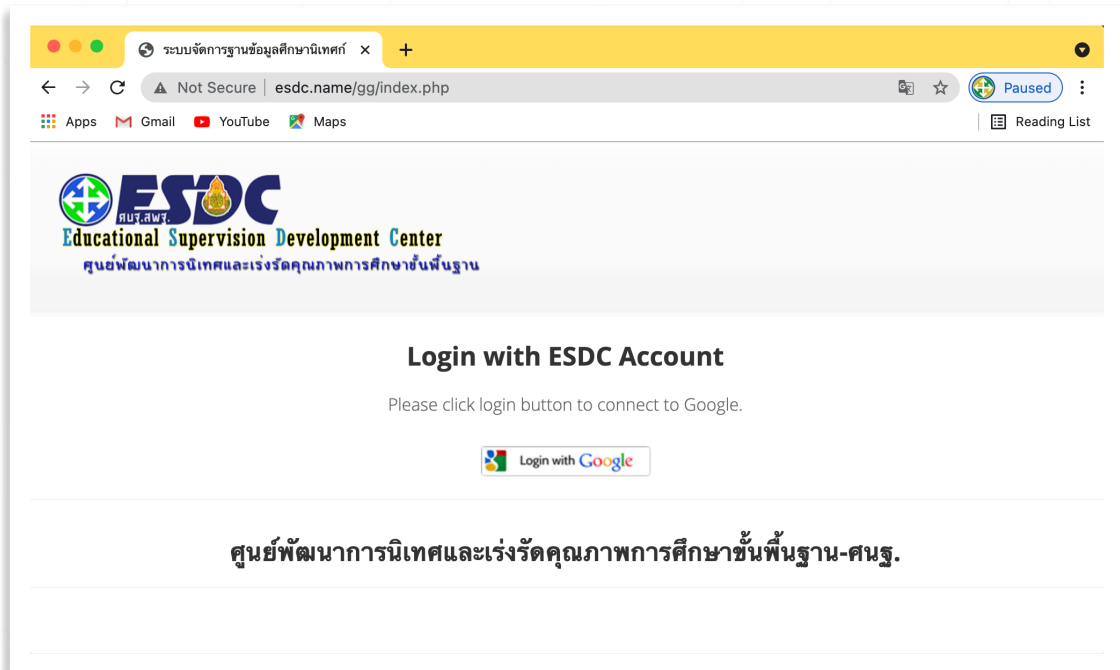 ระบบจัดการฐานข้อมูลศึกษานิเทศก์
Not Secure | esdc.name/gg/index.php
Paused
Apps Gmail YouTube Maps Reading List
ESDC
ศนฐ.สพฐ.
Educational Supervision Development Center
ศูนย์พัฒนาการนิเทศและเร่งรัดคุณภาพการศึกษาขั้นพื้นฐาน
Login with ESDC Account
Please click login button to connect to Google.
Login with Google
ศูนย์พัฒนาการนิเทศและเร่งรัดคุณภาพการศึกษาขั้นพื้นฐาน-ศนฐ.